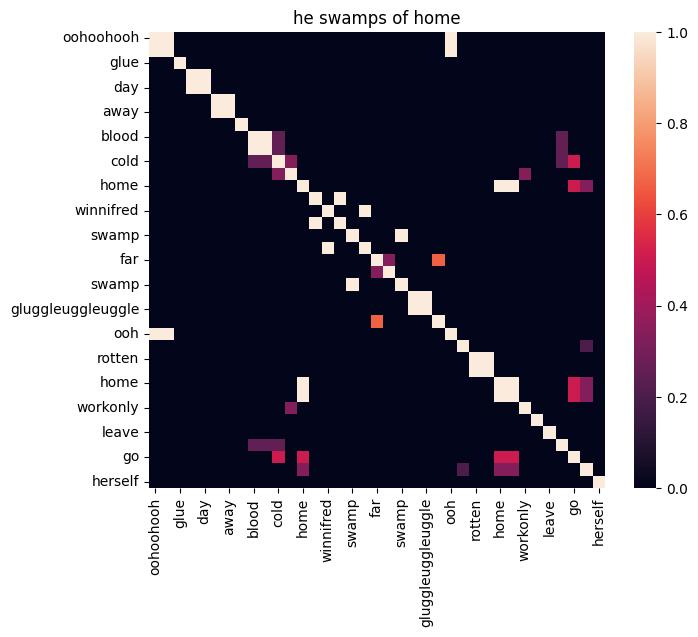 he swamps of home
oohoohooh
glue
day
away
blood
cold
home
winnifred
swamp
far
swamp
gluggleuggleuggle
ooh
rotten
home
workonly
leave
go
herself
1.0
0.8
0.6
0.4
0.2
0.0
oohoohooh
glue
day
away
blood
cold
home
winnifred
swamp
far
swamp
gluggleuggleuggle
ooh
rotten
home
workonly
leave
go
herself